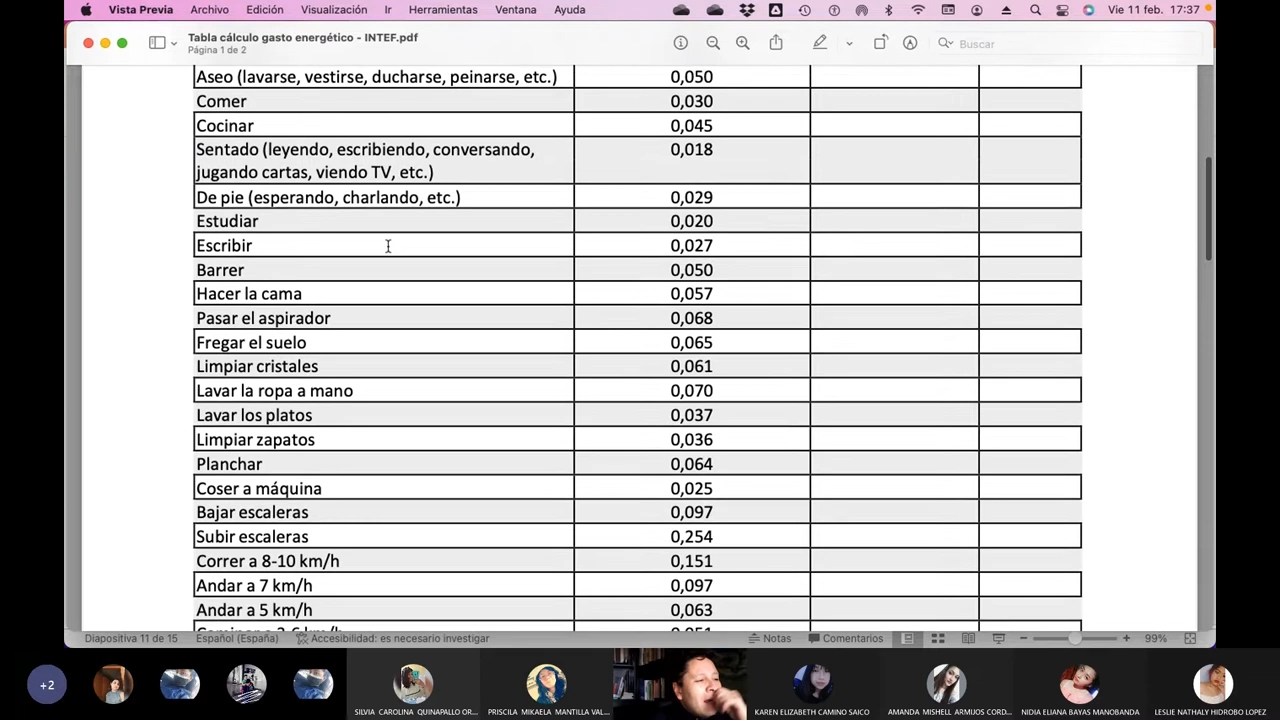 Vista Previa Archivo Edición Visualización Ir Herramientas Ventana Ayuda Vie 11 feb. 17:37
Tabla cálculo gasto energético - INTEF.pdf
Página 1 de 2
Buscar
Aseo (lavarse, vestirse, ducharse, peinarse, etc.) 0,050
Comer 0,030
Cocinar 0,045
Sentado (leyendo, escribiendo, conversando, 0,018
jugando cartas, viendo TV, etc.)
De pie (esperando, charlando, etc.) 0,029
Estudiar 0,020
Escribir 0,027
Barrer 0,050
Hacer la cama 0,057
Pasar el aspirador 0,068
Fregar el suelo 0,065
Limpiar cristales 0,061
Lavar la ropa a mano 0,070
Lavar los platos 0,037
Limpiar zapatos 0,036
Planchar 0,064
Coser a máquina 0,025
Bajar escaleras 0,097
Subir escaleras 0,254
Correr a 8-10 km/h 0,151
Andar a 7 km/h 0,097
Andar a 5 km/h 0,063
Diapositiva 11 de 15 Español (España) Accesibilidad: es necesario investigar Notas Comentarios 99%
+2
SILVIA CAROLINA QUINAPALLO OR... PRISCILA MIKAELA MANTILLA VAL... KAREN ELIZABETH CAMINO SAICO AMANDA MISHELL ARMIJOS CORD... NIDIA ELIANA BAYAS MANOBANDA LESLIE NATHALY HIDROBO LOPEZ